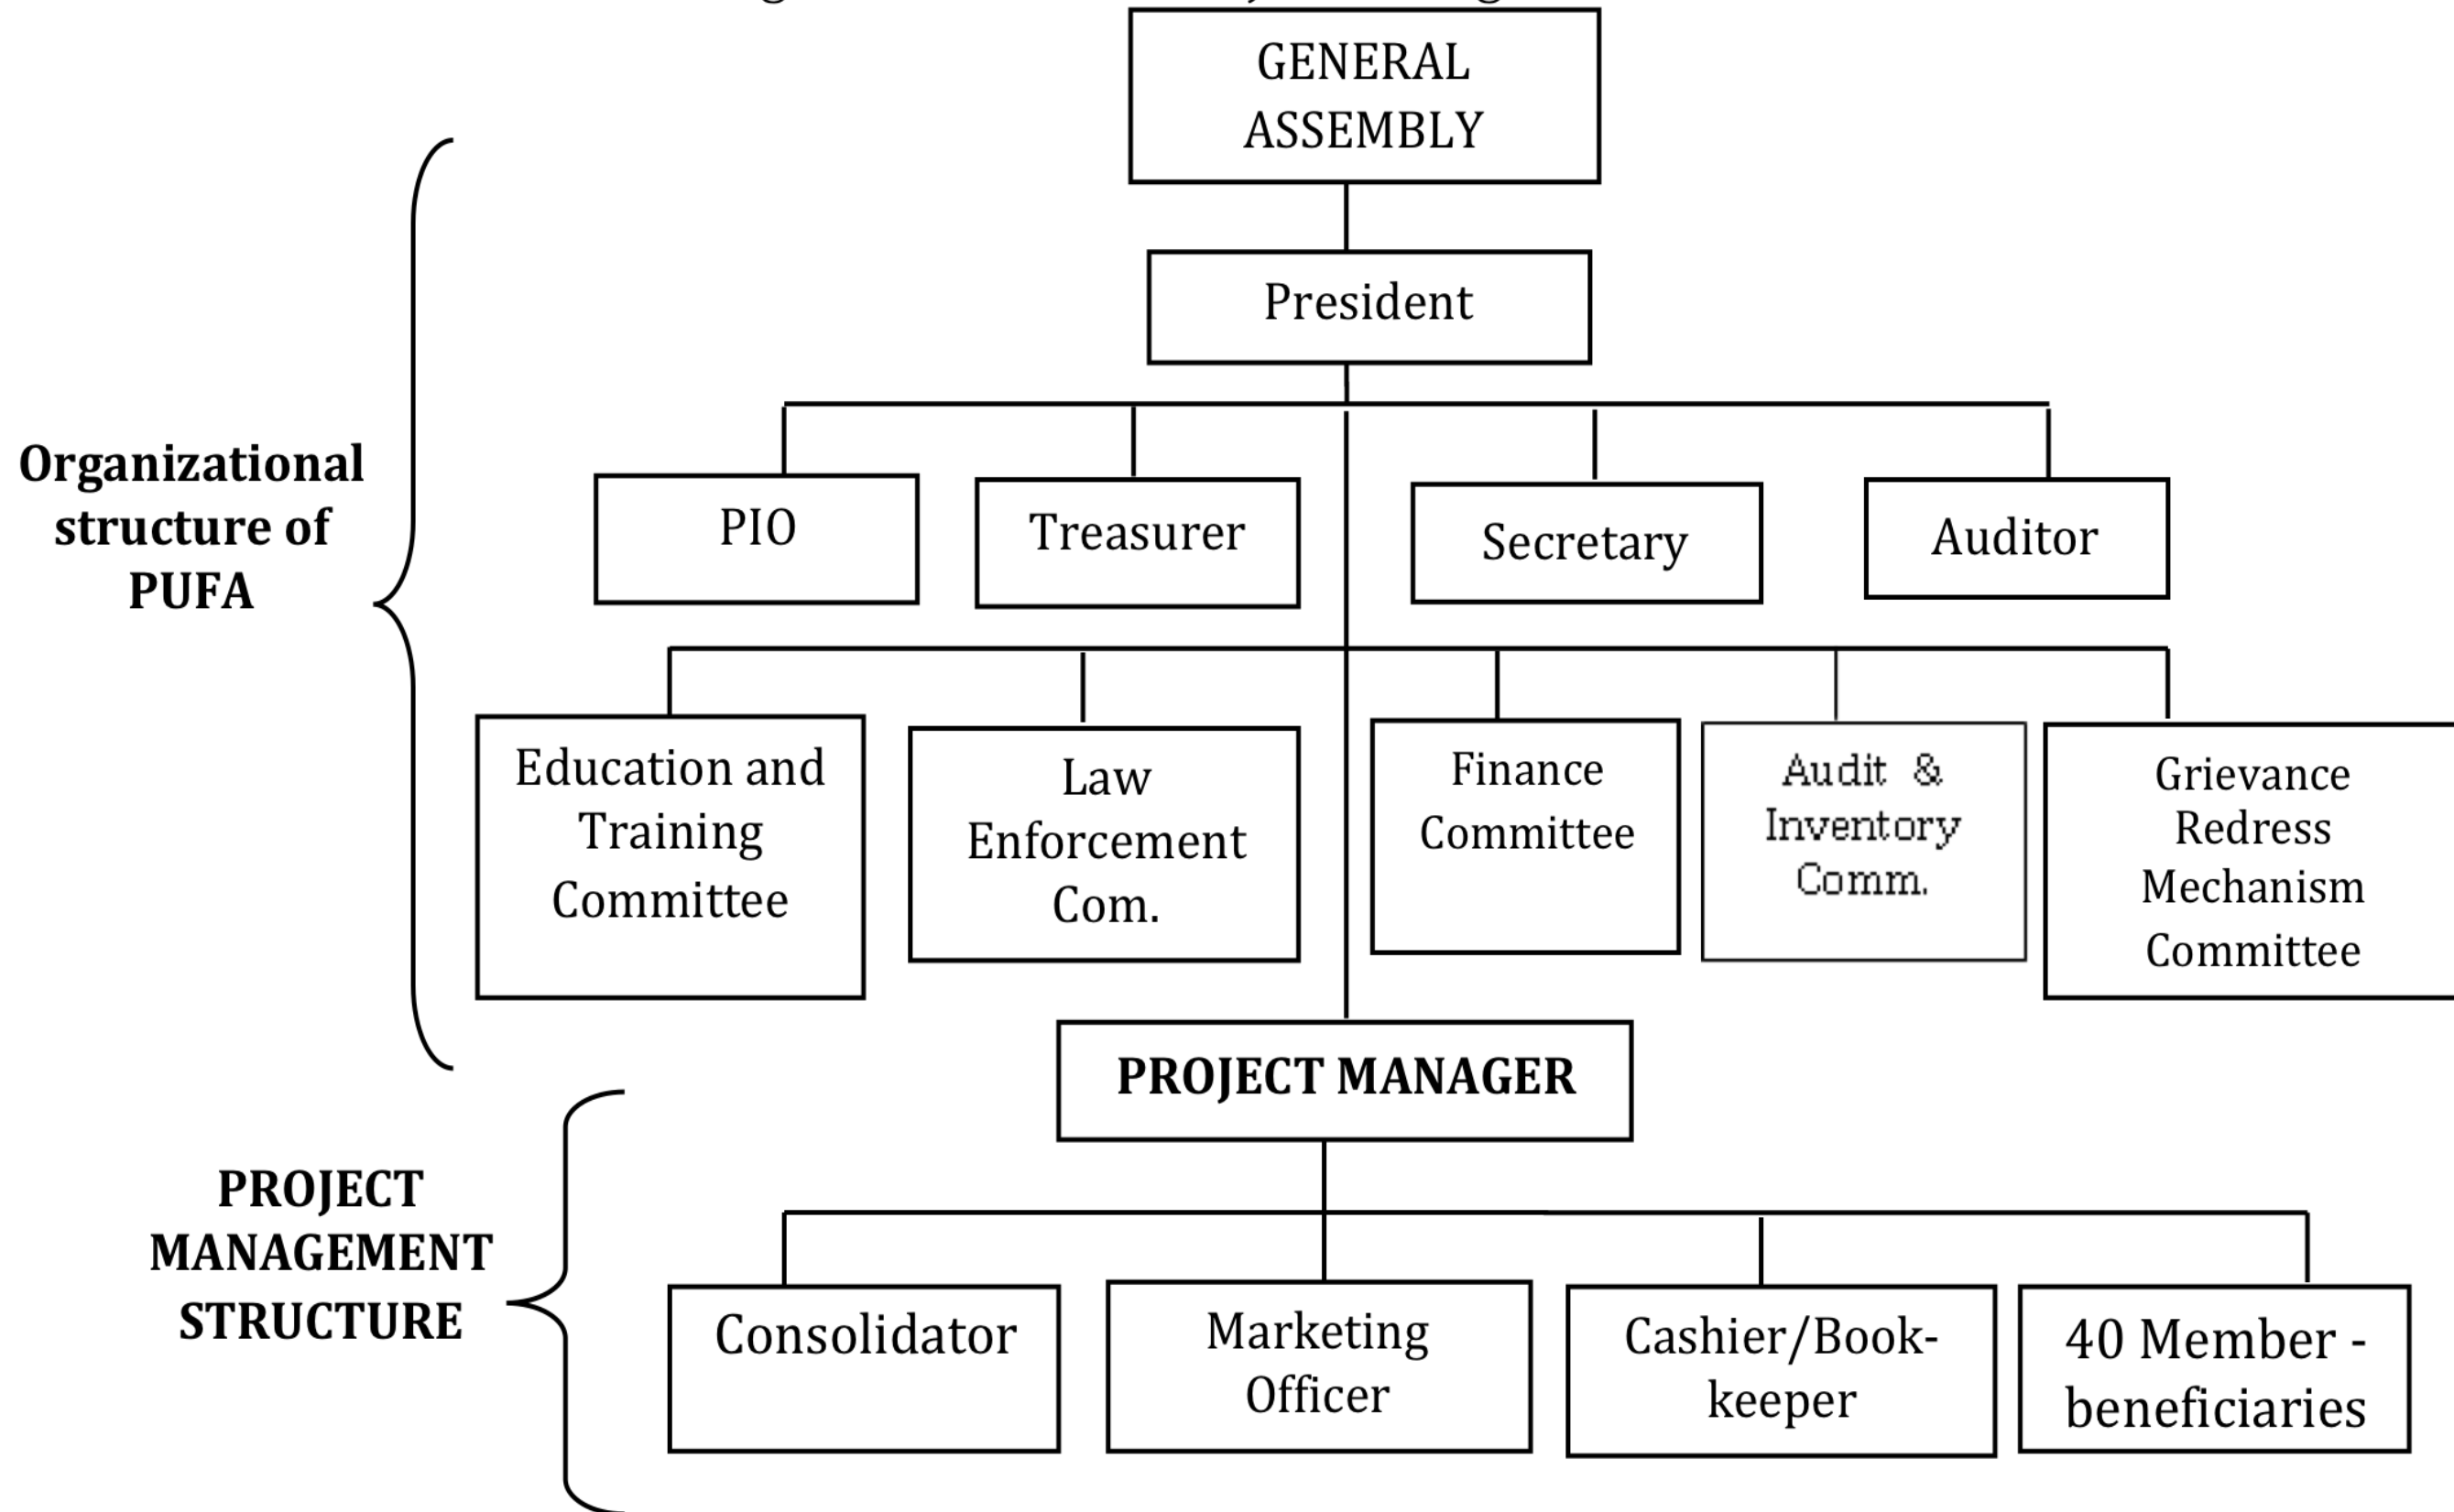 GENERAL
ASSEMBLY
President
Organizational
structure of
PUFA
PIO
Treasurer
Secretary
Auditor
Education and
Training
Committee
Law
Enforcement
Com.
Finance
Committee
Audit & 
Inventory
Comm.
Grievance
Redress
Mechanism
Committee
PROJECT MANAGER
PROJECT
MANAGEMENT
STRUCTURE
Consolidator
Marketing
Officer
Cashier/Book-
keeper
40 Member -
beneficiaries